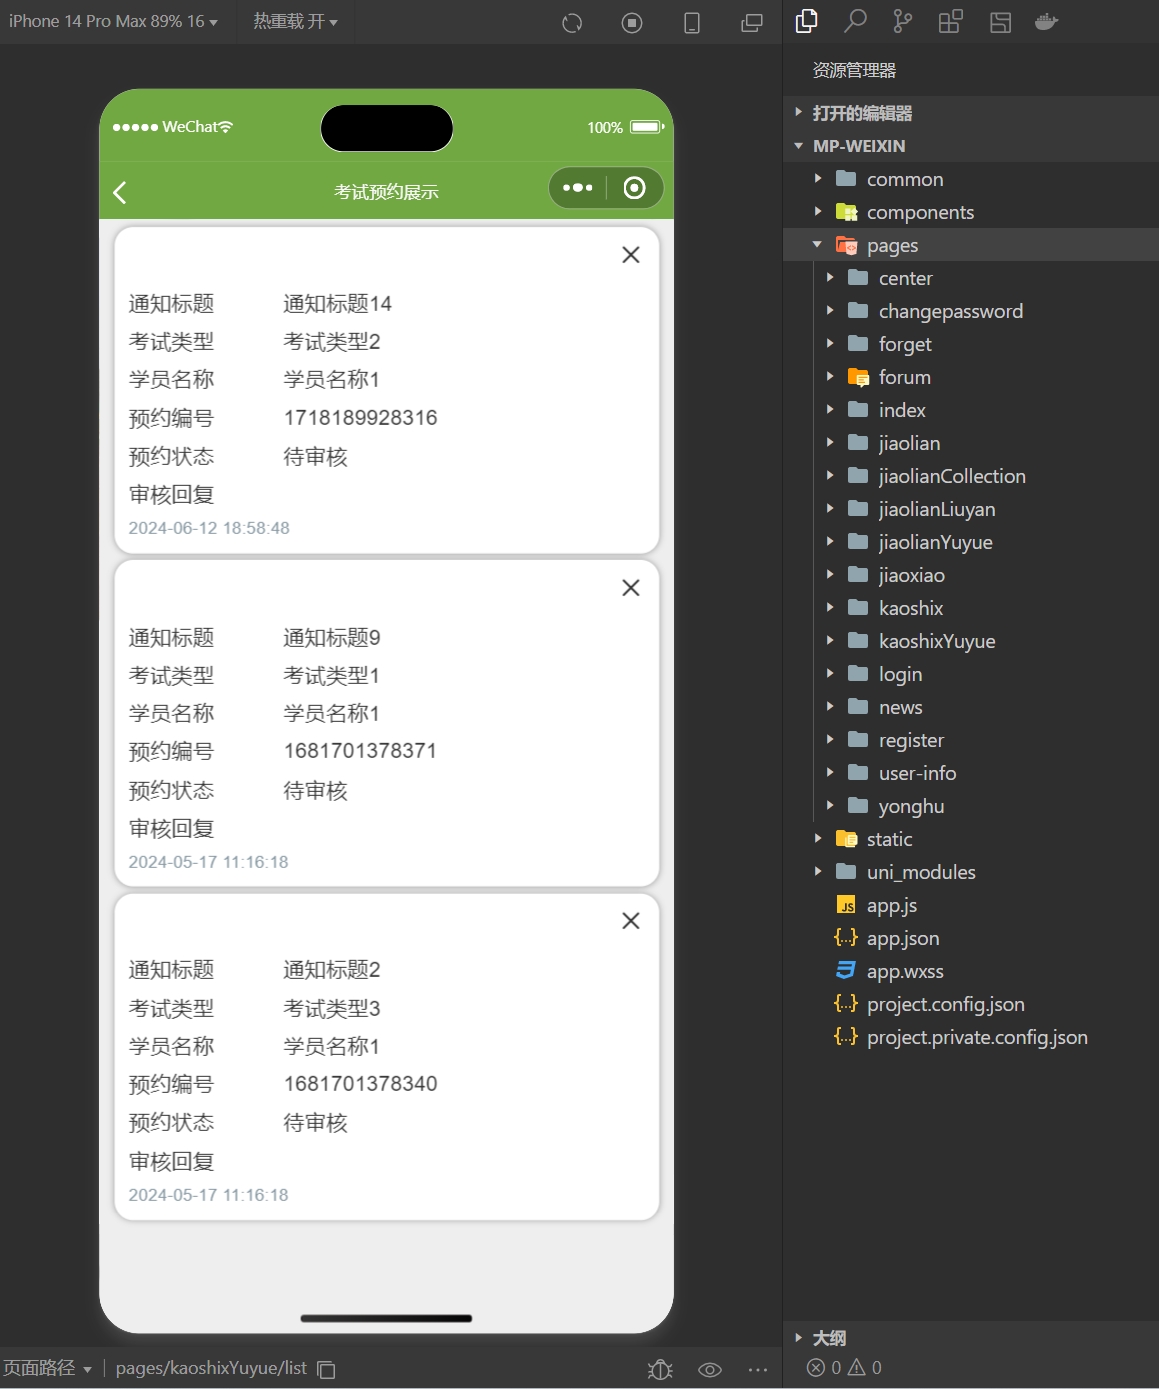 iPhone 14 Pro Max 89% 16
热重载 开
WeChat
100%
考试预约展示
通知标题 通知标题14
考试类型 考试类型2
学员名称 学员名称1
预约编号 1718189928316
预约状态 待审核
审核回复
2024-06-12 18:58:48
通知标题 通知标题9
考试类型 考试类型1
学员名称 学员名称1
预约编号 1681701378371
预约状态 待审核
审核回复
2024-05-17 11:16:18
通知标题 通知标题2
考试类型 考试类型3
学员名称 学员名称1
预约编号 1681701378340
预约状态 待审核
审核回复
2024-05-17 11:16:18
页面路径 pages/kaoshixYuyue/list
资源管理器
打开的编辑器
MP-WEIXIN
common
components
pages
center
changepassword
forget
forum
index
jiaolian
jiaolianCollection
jiaolianLiuyan
jiaolianYuyue
jiaoxiao
kaoshix
kaoshixYuyue
login
news
register
user-info
yonghu
static
uni_modules
JS app.js
{..} app.json
app.wxss
{..} project.config.json
{..} project.private.config.json
大纲
0 0